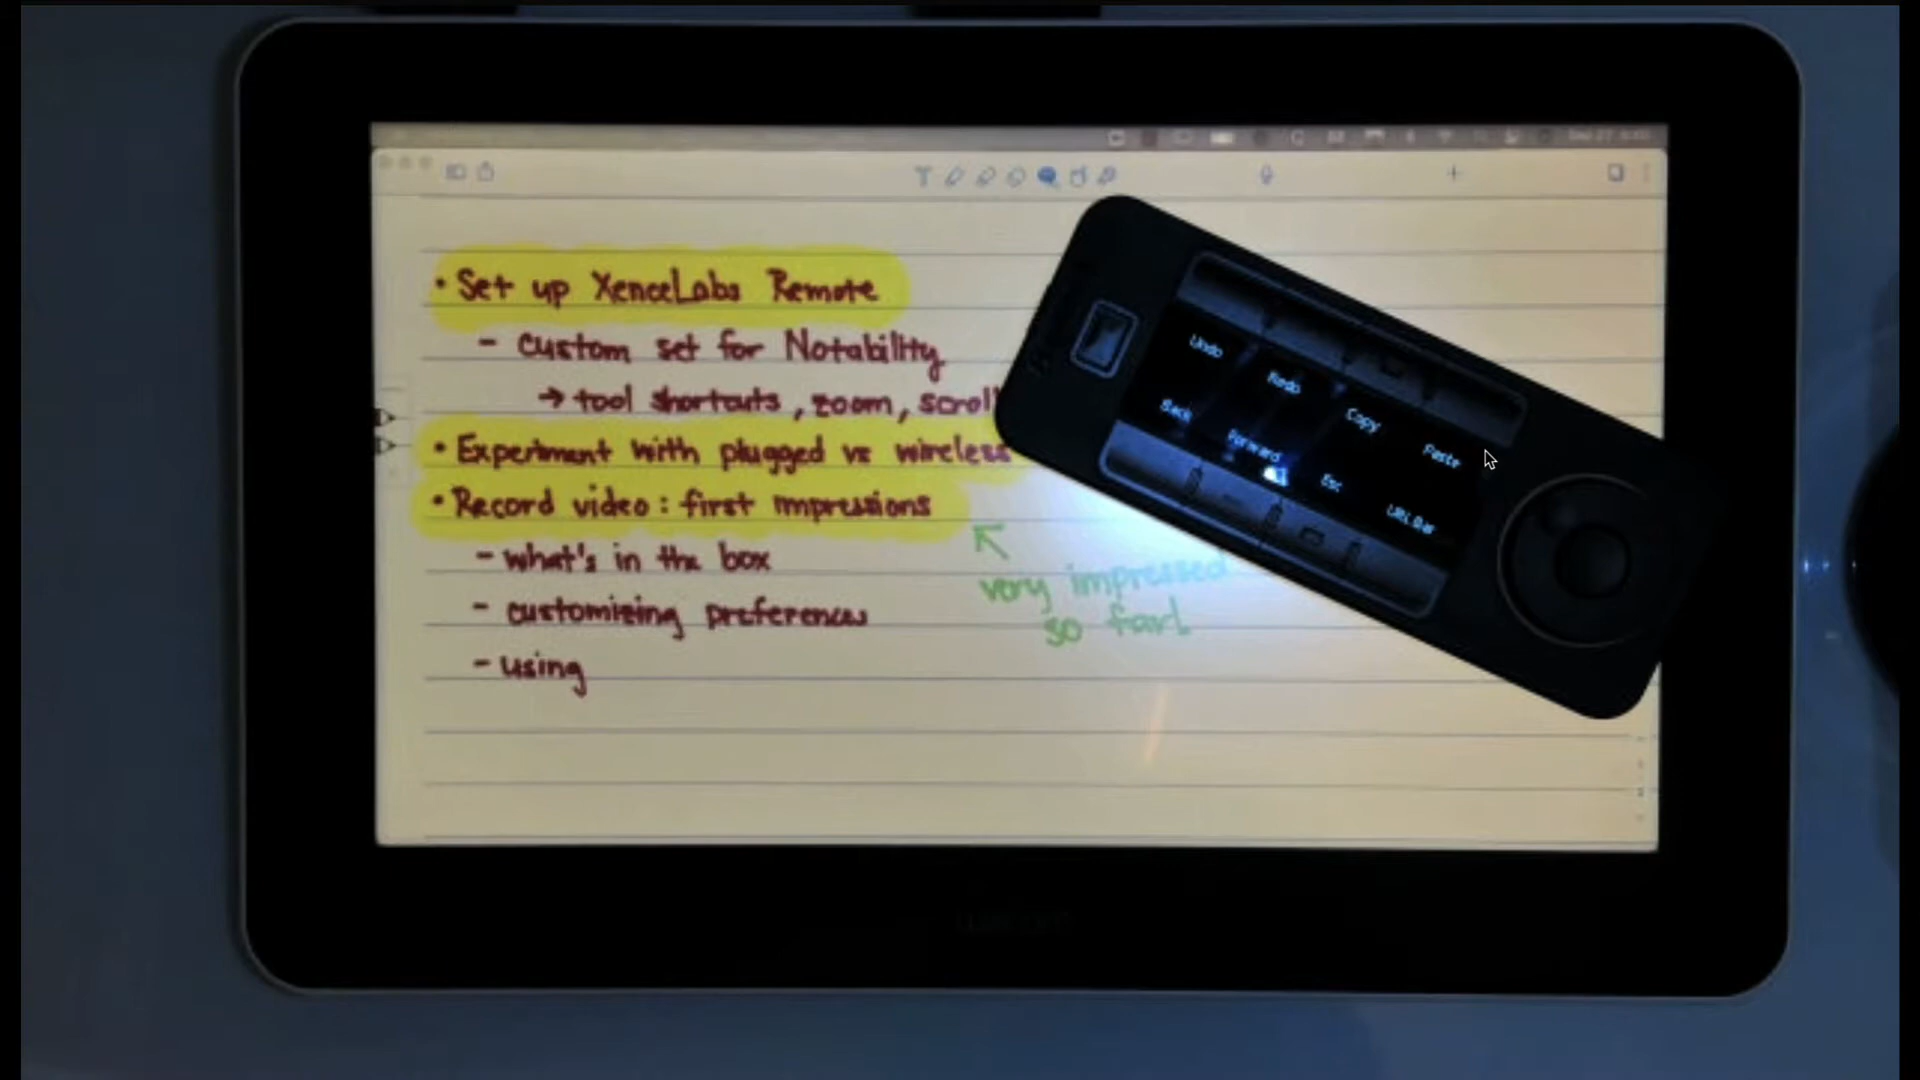 • Set up XenceLabs Remote
- custom set for Notability
→ tool shortcuts, zoom, scroll
• Experiment with plugged vs wireless
• Record video: first impressions
- what's in the box
- customizing preferences
- using
very impressed
so far!
Undo
Redo
Copy
Paste
Back
Forward
Esc
URL Bar